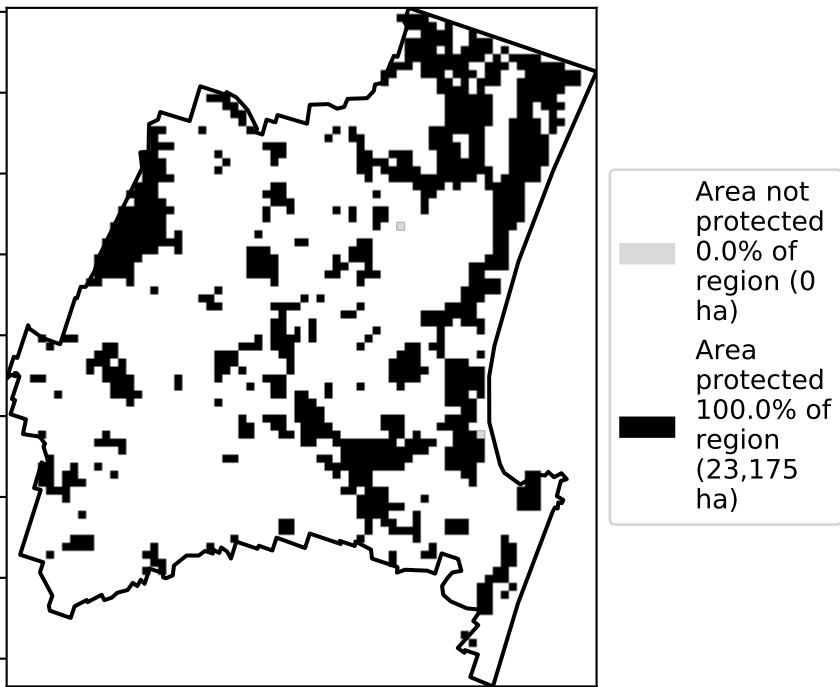 Area not
protected
0.0% of
region (0
ha)
Area
protected
100.0% of
region
(23,175
ha)